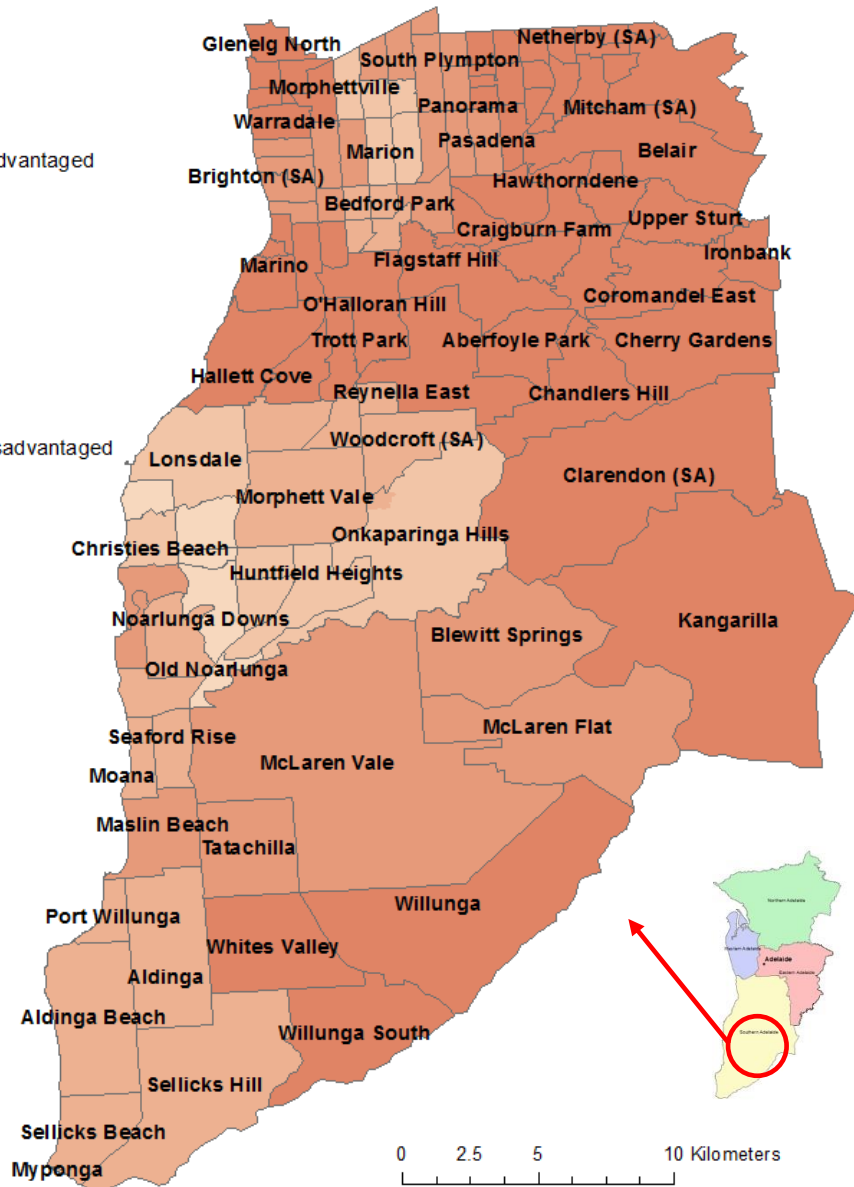 Glenelg North
Netherby (SA)
South Plympton
Morphettville
Panorama
Mitcham (SA)
Warradale
Pasadena
Marion
Belair
dvantaged
Brighton (SA)
Hawthorndene
Bedford Park
Upper Sturt
Craigburn Farm
Ironbank
Flagstaff Hill
Marino
Coromandel East
O'Halloran Hill
Trott Park
Aberfoyle Park
Cherry Gardens
Hallett Cove
Reynella East
Chandlers Hill
Woodcroft (SA)
sadvantaged
Lonsdale
Clarendon (SA)
Morphett Vale
Onkaparinga Hills
Christies Beach
Huntfield Heights
Noarlunga Downs
Kangarilla
Blewitt Springs
Old Noarlunga
McLaren Flat
Seaford Rise
McLaren Vale
Moana
Maslin Beach
Tatachilla
Willunga
Northern Adelaide
Port Willunga
Whites Valley
Adelaide
Eastern Adelaide
Aldinga
Aldinga Beach
Willunga South
Southern Adelaide
Sellicks Hill
Sellicks Beach
Myponga
0 2.5 5 10 Kilometers